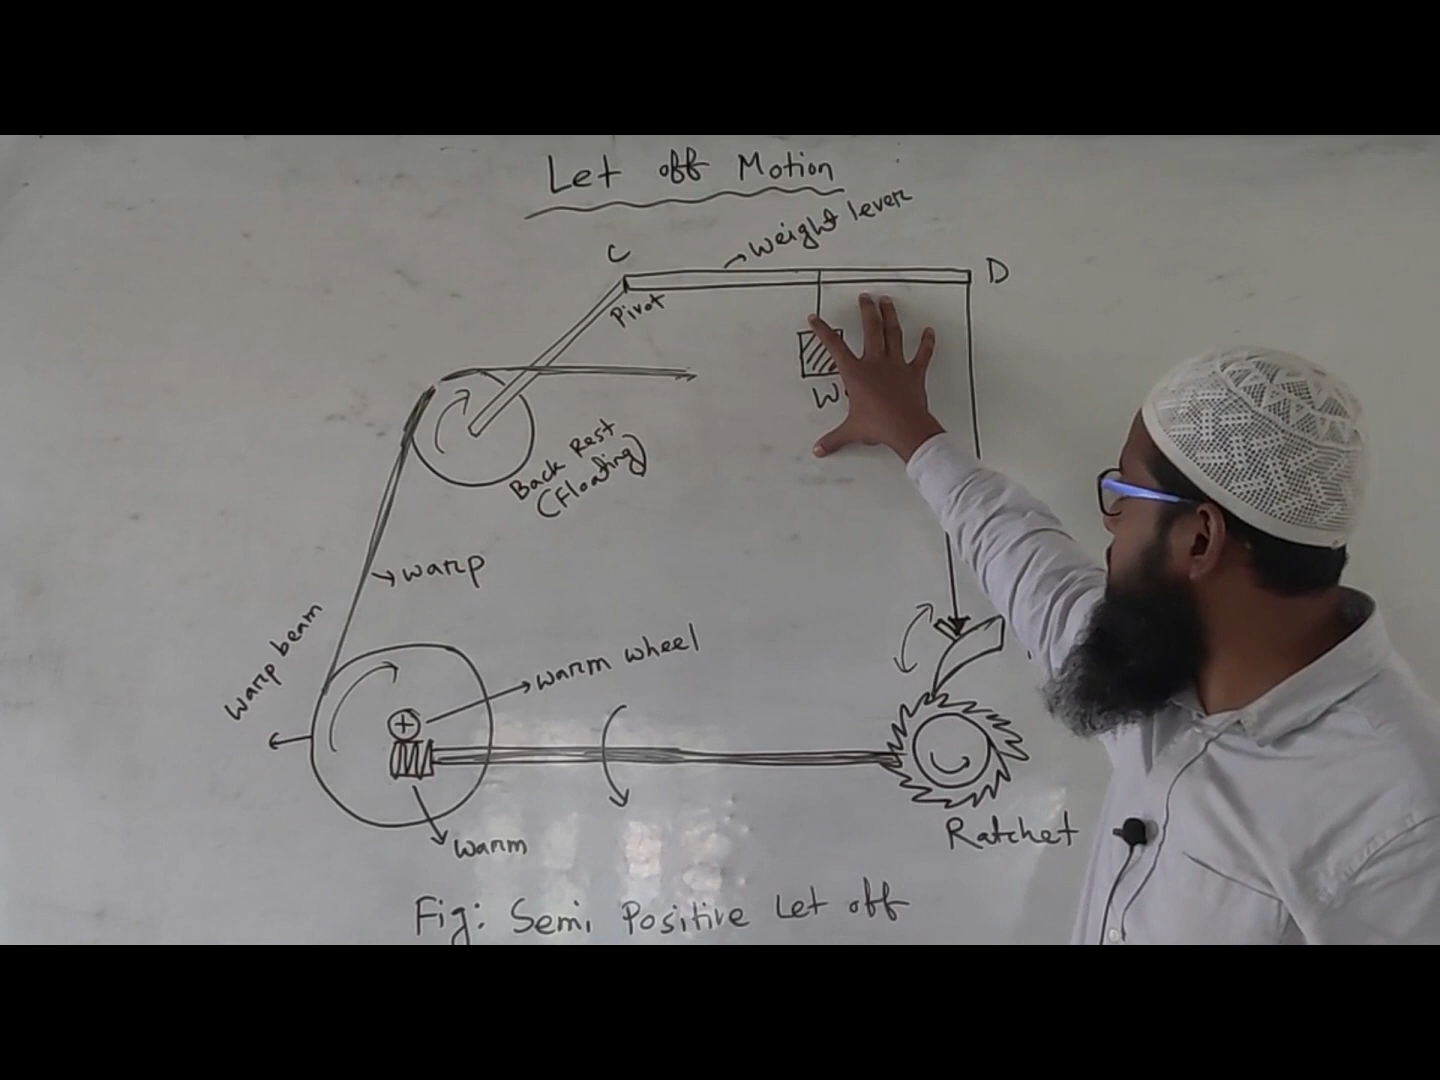 Let off Motion
C
weight lever
D
Pivot
Back Rest
(Floating)
warp
warp beam
warm wheel
warm
Ratchet
Fig: Semi Positive Let off